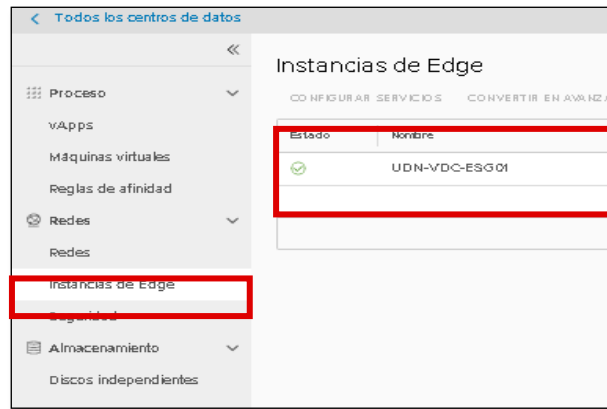 Todos los centros de datos
Proceso
vApps
Máquinas virtuales
Reglas de afinidad
Redes
Redes
Instancias de Edge
Seguridad
Almacenamiento
Discos independientes
Instancias de Edge
CONFIGURAR SERVICIOS CONVERTIR EN AVANZA
Estado Nombre
UDN-VDC-ESG01